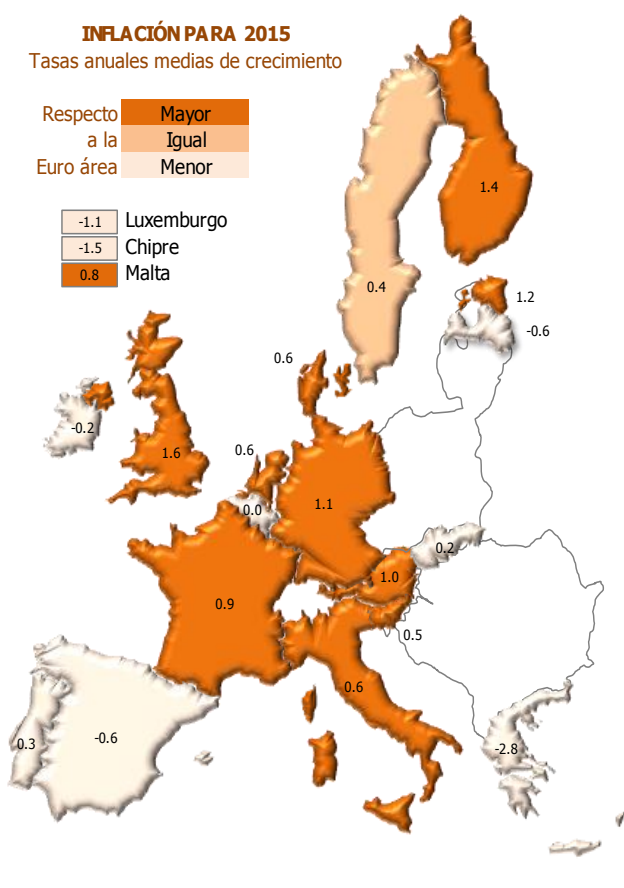 INFLACIÓN PARA 2015
Tasas anuales medias de crecimiento
Respecto
a la
Euro área
Mayor
Igual
Menor
-1.1 Luxemburgo
-1.5 Chipre
0.8 Malta
1.4
0.4
1.2
-0.6
0.6
-0.2
1.6
0.6
0.0
1.1
0.2
1.0
0.9
0.5
0.6
0.3
-0.6
-2.8